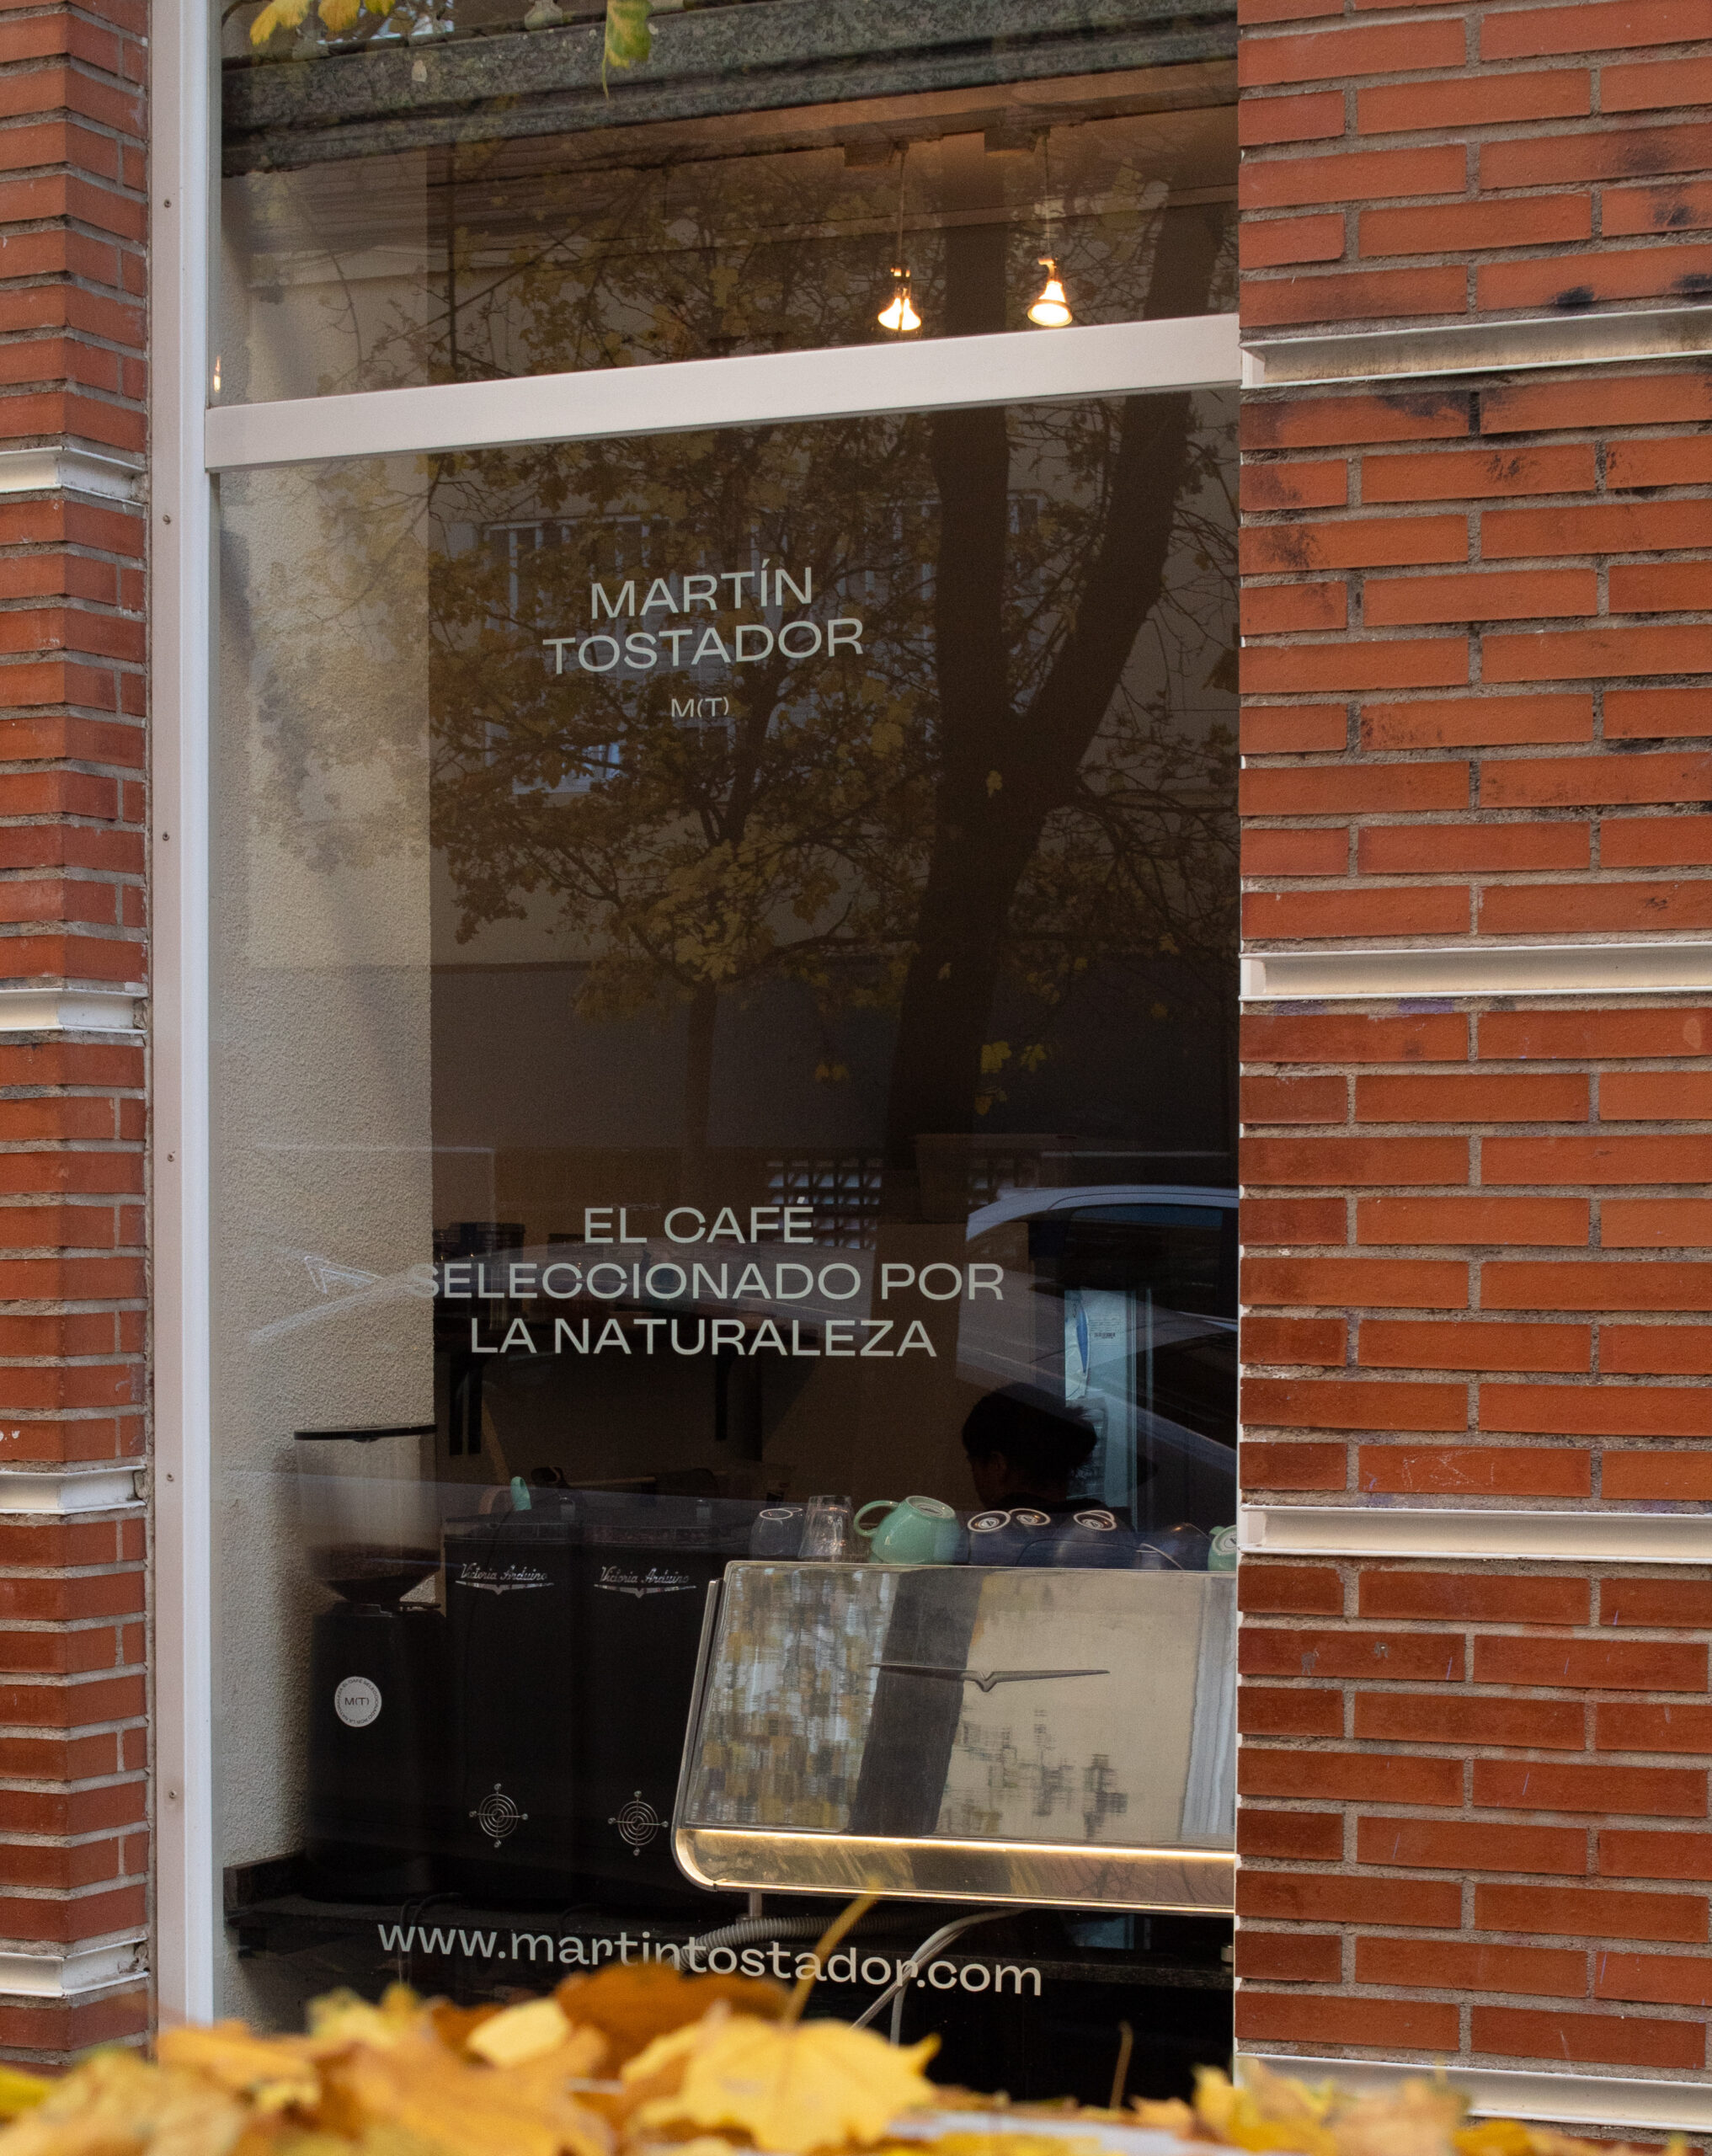 MARTÍN
TOSTADOR
M(T)
EL CAFÉ
SELECCIONADO POR
LA NATURALEZA
Victoria Arduino
Victoria Arduino
M(T)
www.martintostador.com